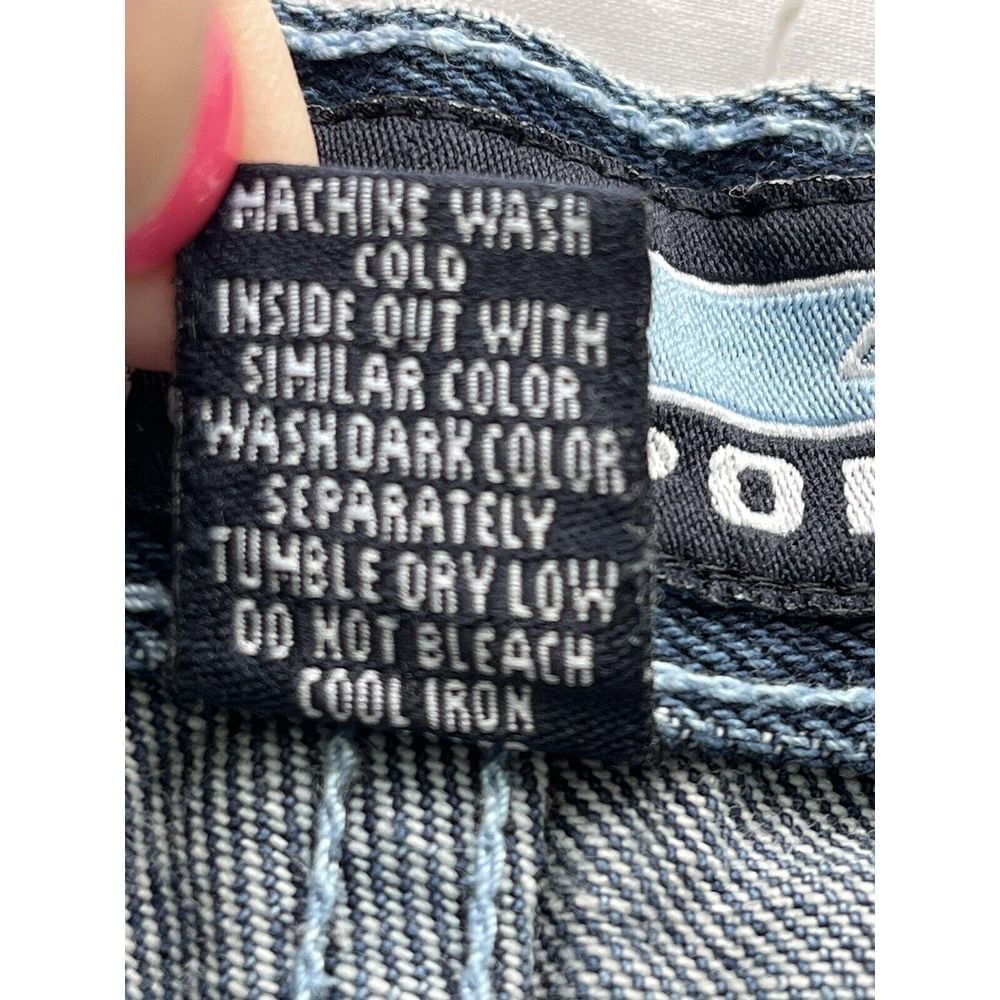 MACHINE WASH
COLD
INSIDE OUT WITH
SIMILAR COLOR
WASH DARK COLOR
SEPARATELY
TUMBLE DRY LOW
DO NOT BLEACH
COOL IRON